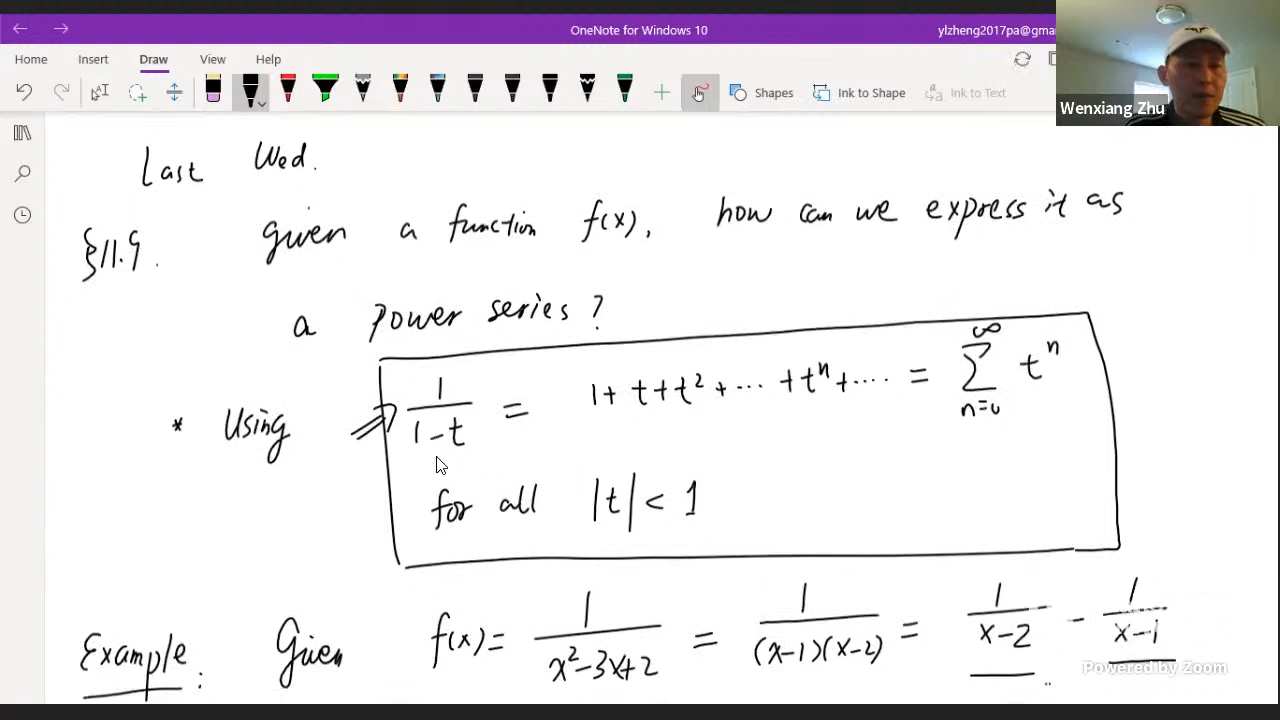 OneNote for Windows 10
ylzheng2017pa@gma
Home Insert Draw View Help
Shapes Ink to Shape Ink to Text
Wenxiang Zhu
Last Wed.
§11.9. given a function f(x), how can we express it as
a power series?
* Using ⇒ 1/(1-t) = 1+t+t²+⋯+tⁿ+⋯ = ∑_{n=0}^{∞} tⁿ
for all |t| < 1
Example: Given f(x)= 1/(x²-3x+2) = 1/((x-1)(x-2)) = 1/(x-2) - 1/(x-1)
Powered by Zoom